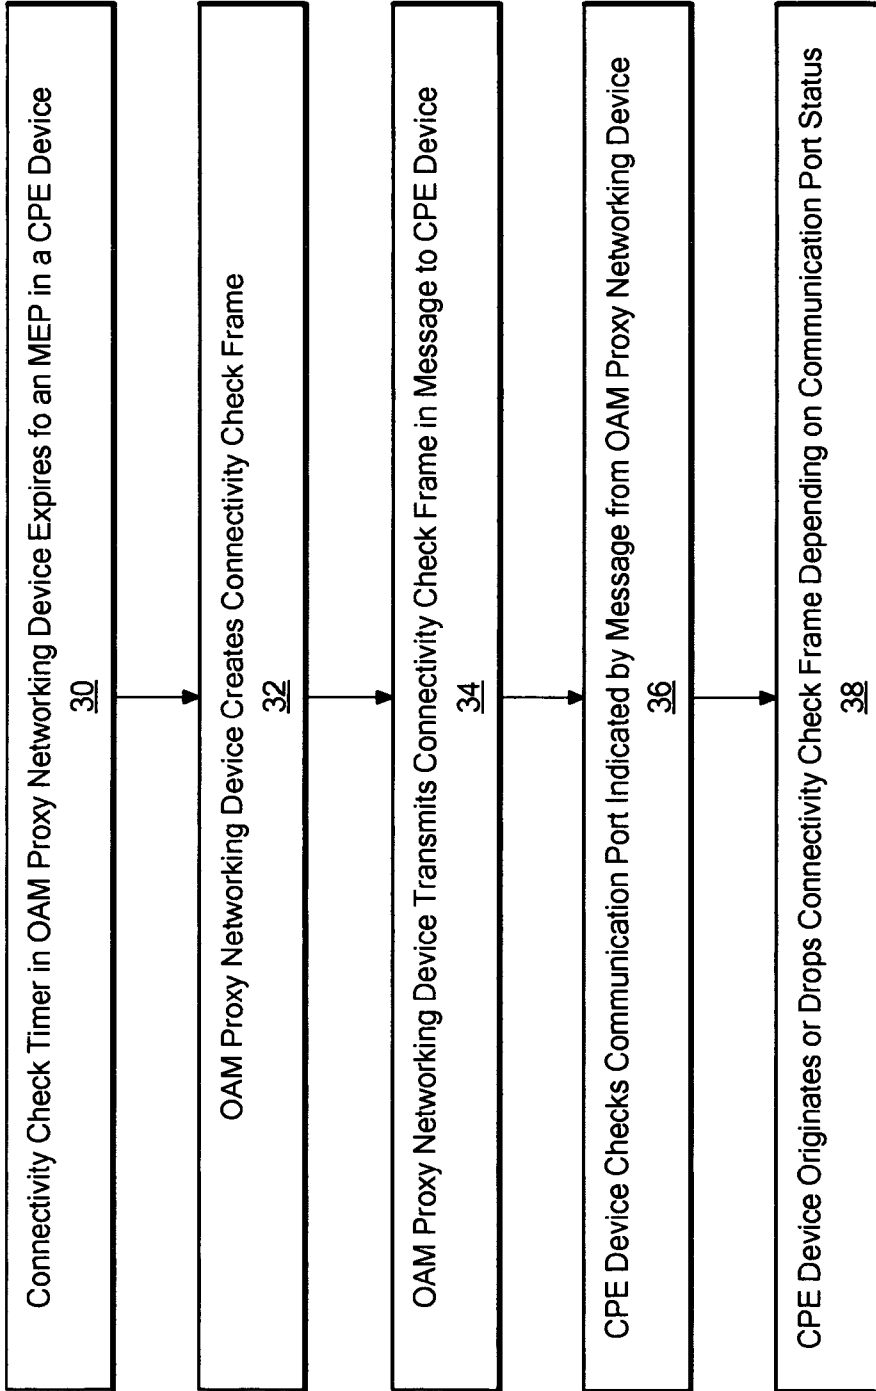 Connectivity Check Timer in OAM Proxy Networking Device Expires fo an MEP in a CPE Device
30
OAM Proxy Networking Device Creates Connectivity Check Frame
32
OAM Proxy Networking Device Transmits Connectivity Check Frame in Message to CPE Device
34
CPE Device Checks Communication Port Indicated by Message from OAM Proxy Networking Device
36
CPE Device Originates or Drops Connectivity Check Frame Depending on Communication Port Status
38